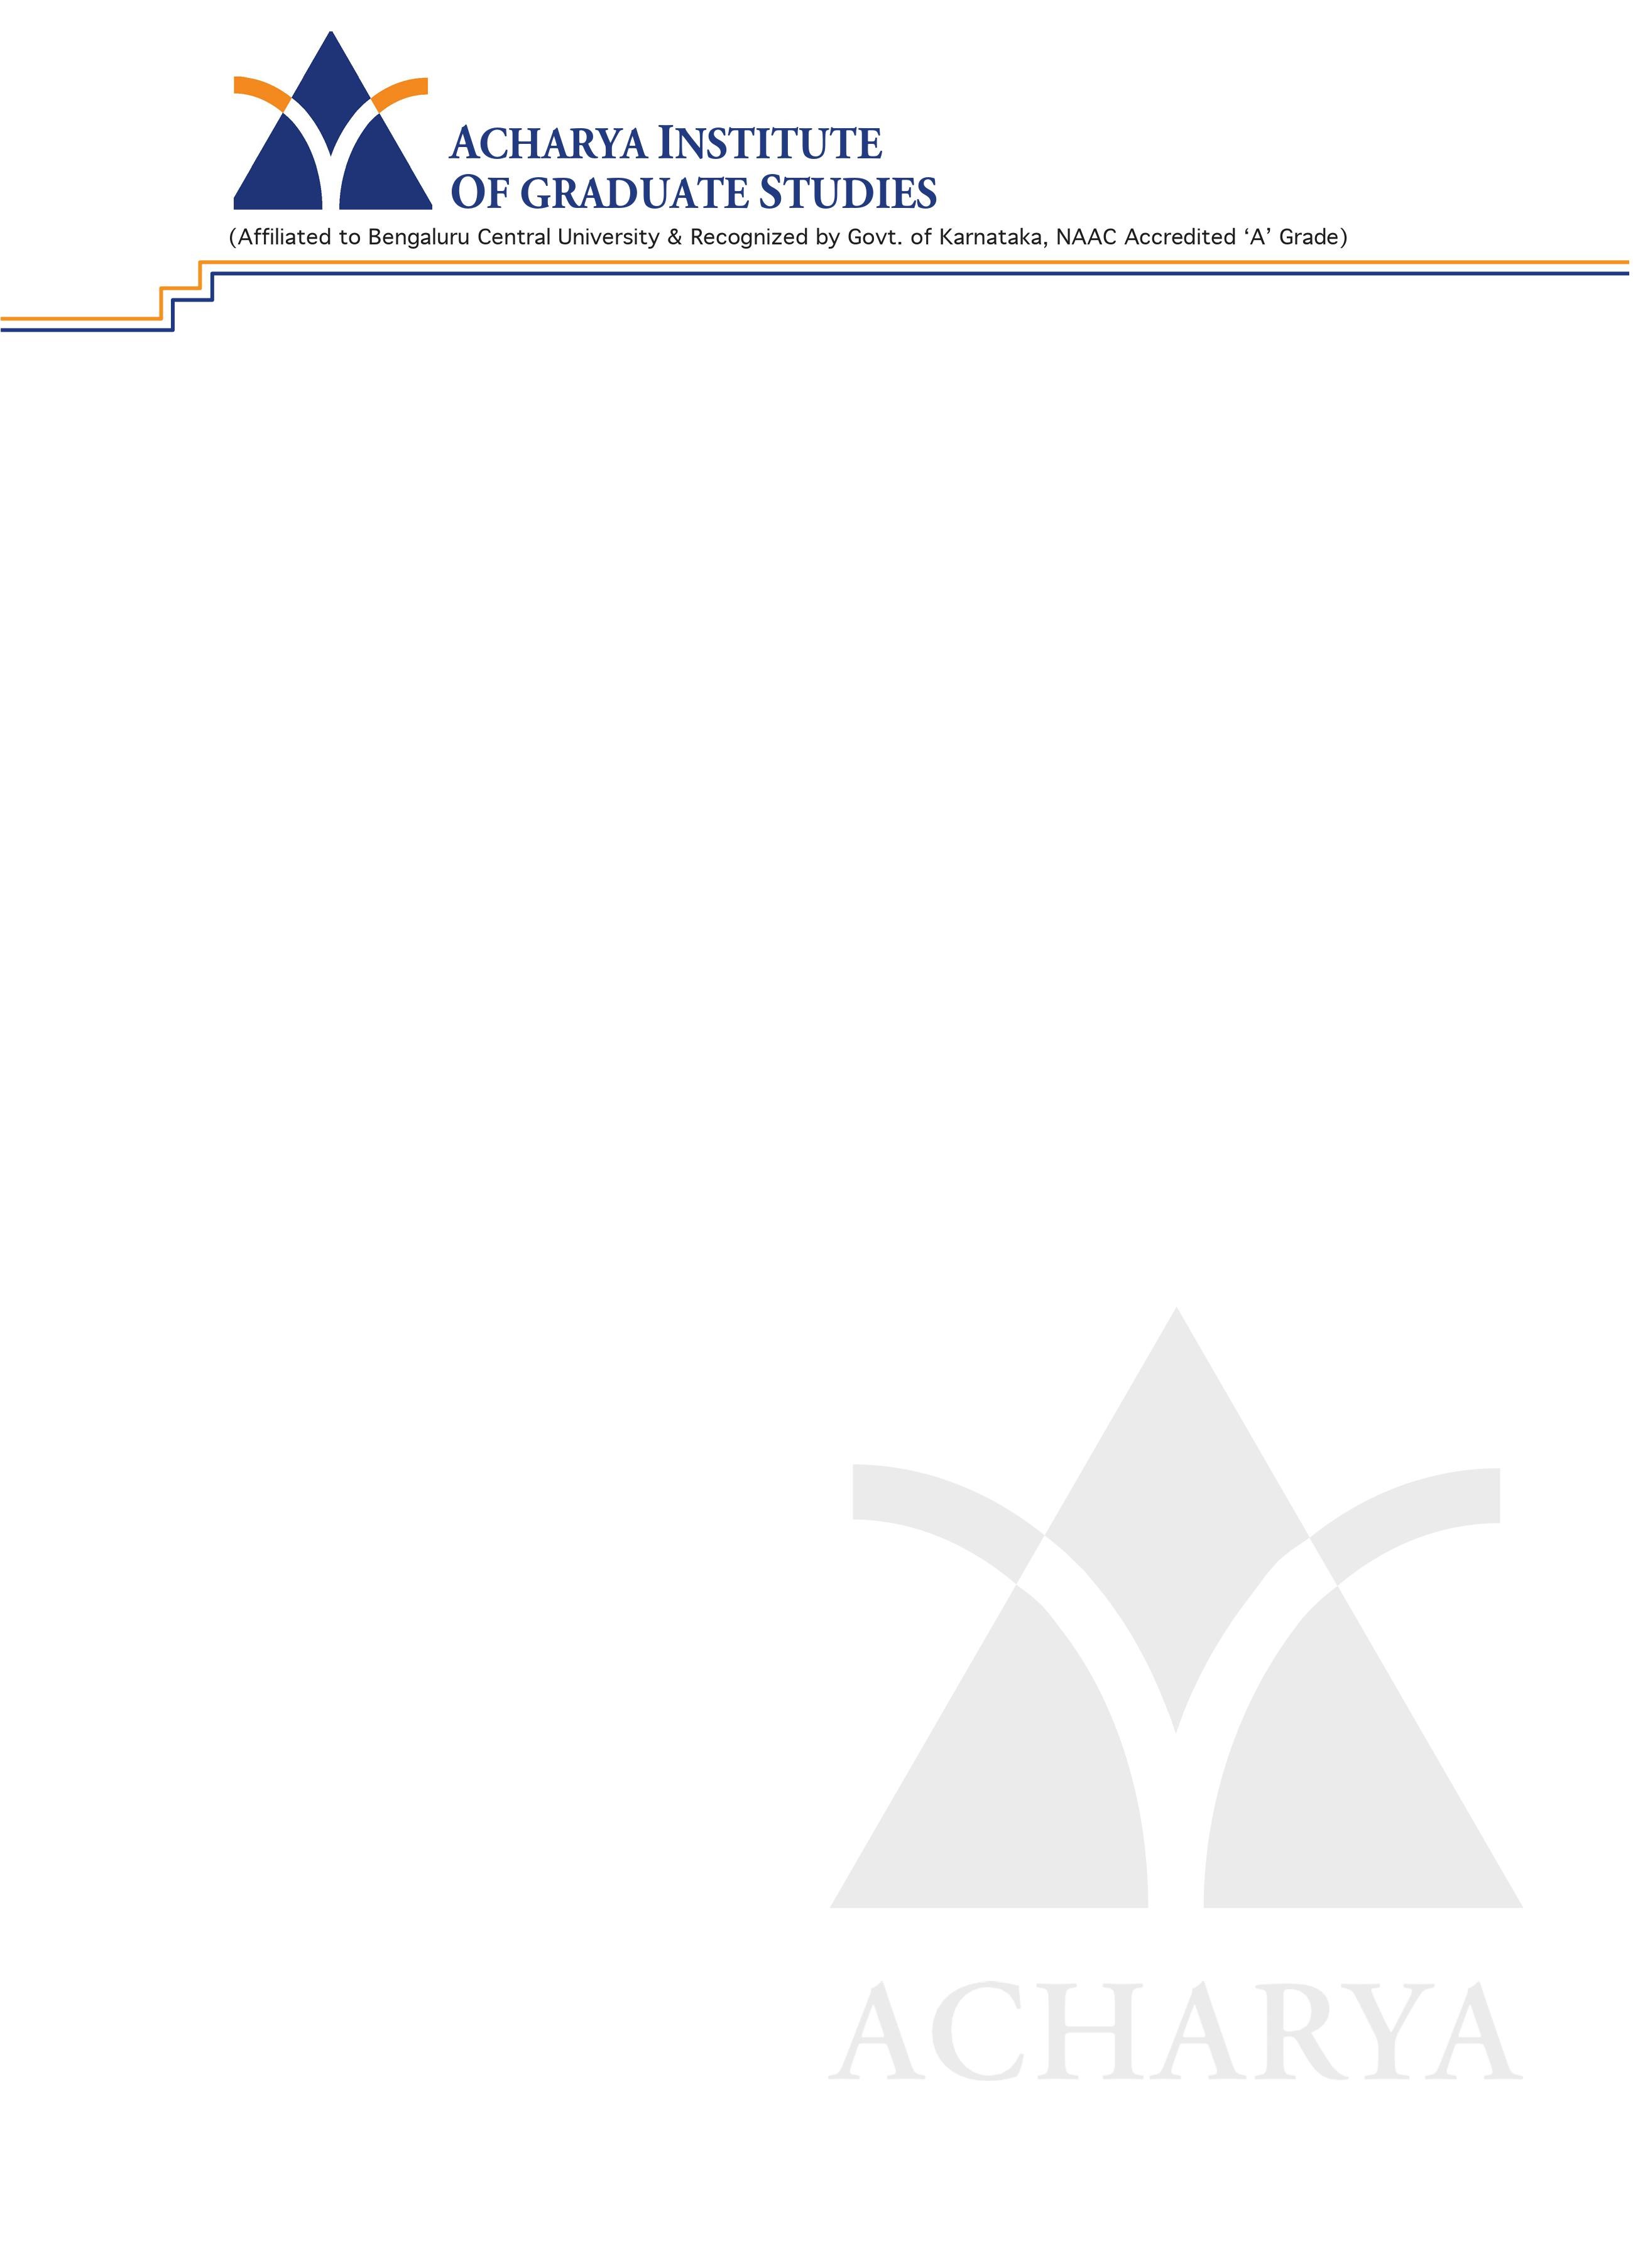 ACHARYA INSTITUTE
OF GRADUATE STUDIES
(Affiliated to Bengaluru Central University & Recognized by Govt. of Karnataka, NAAC Accredited ‘A’ Grade)
ACHARYA